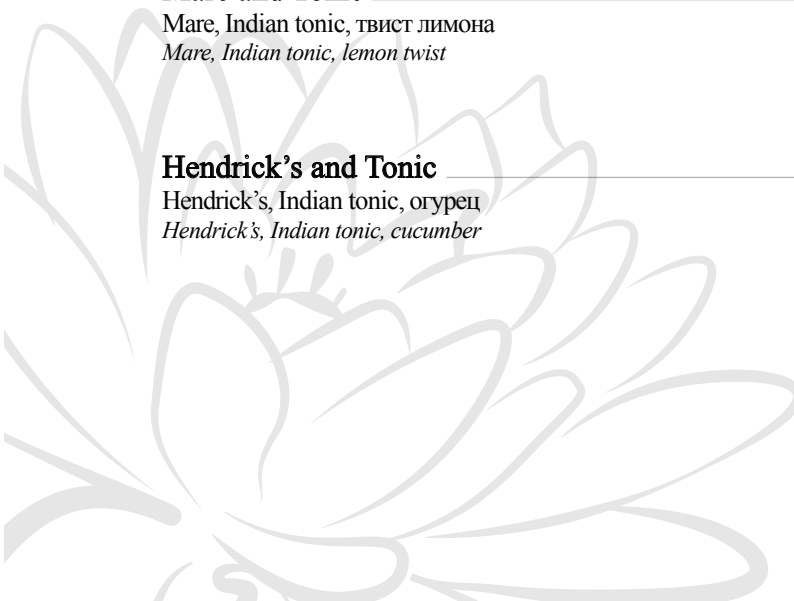 Mare, Indian tonic, твист лимона
Mare, Indian tonic, lemon twist
Hendrick’s and Tonic
Hendrick’s, Indian tonic, огурец
Hendrick’s, Indian tonic, cucumber